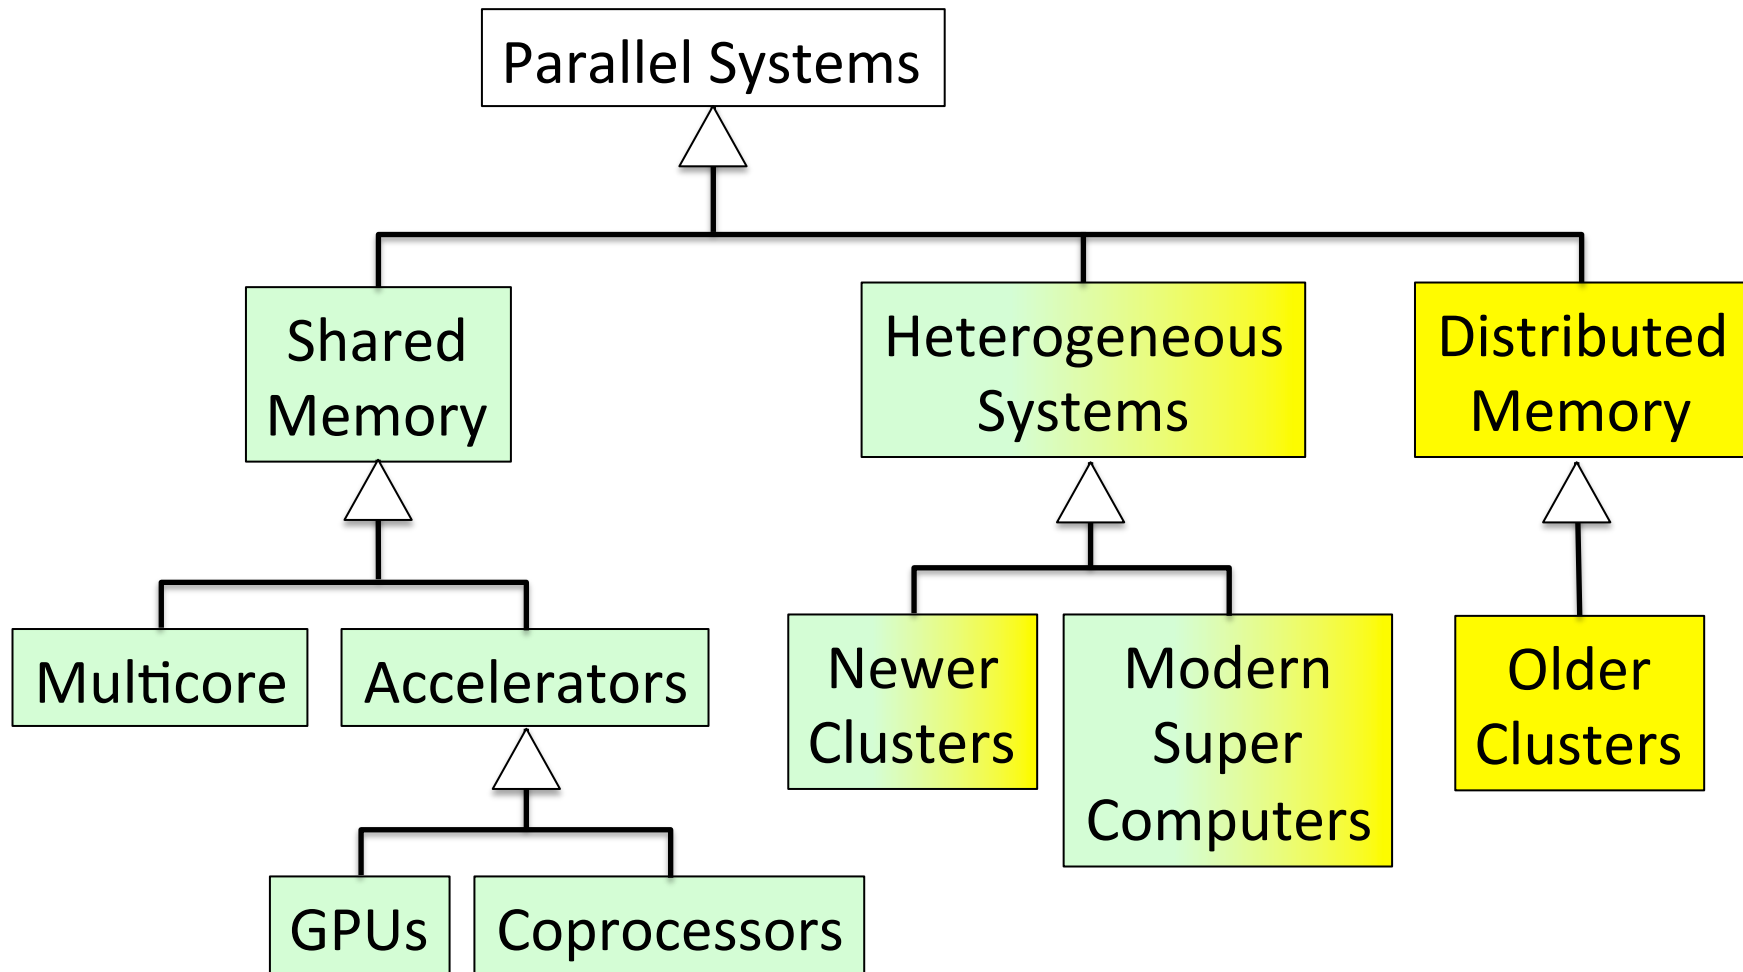 Parallel Systems
Shared
Memory
Heterogeneous
Systems
Distributed
Memory
Multicore
Accelerators
Newer
Clusters
Modern
Super
Computers
Older
Clusters
GPUs
Coprocessors